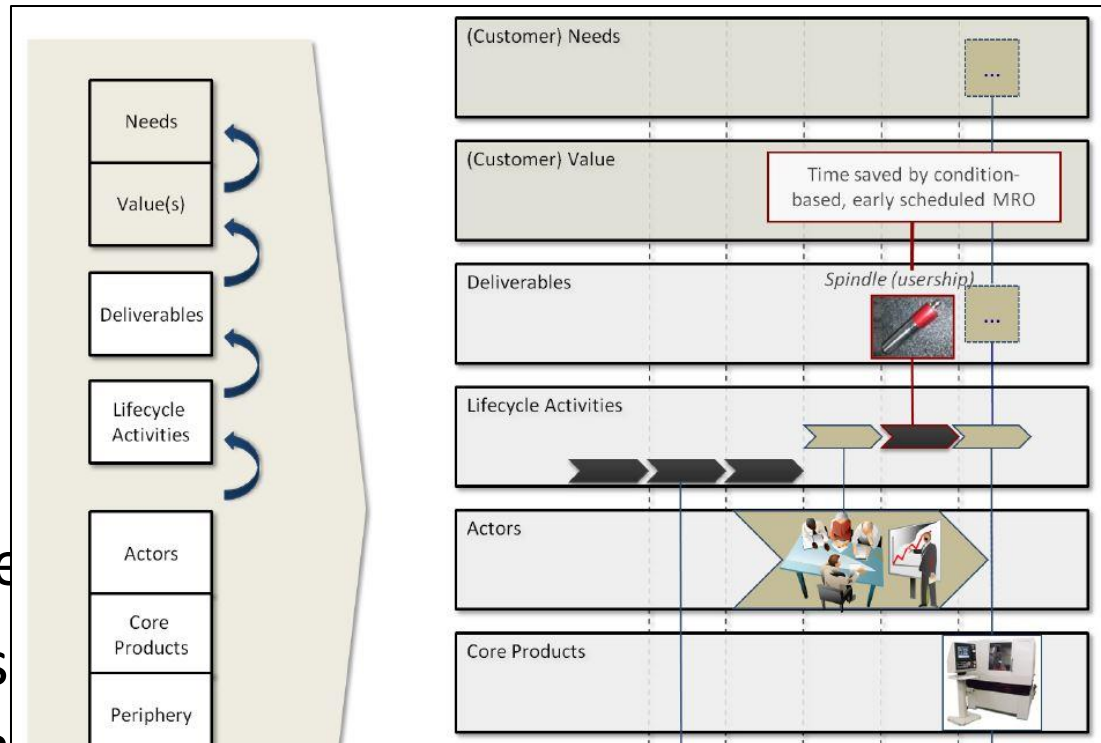 Needs
Value(s)
Deliverables
Lifecycle
Activities
Actors
Core
Products
Periphery
(Customer) Needs
...
(Customer) Value
Time saved by condition-
based, early scheduled MRO
Deliverables
Spindle (usership)
...
Lifecycle Activities
Actors
Core Products